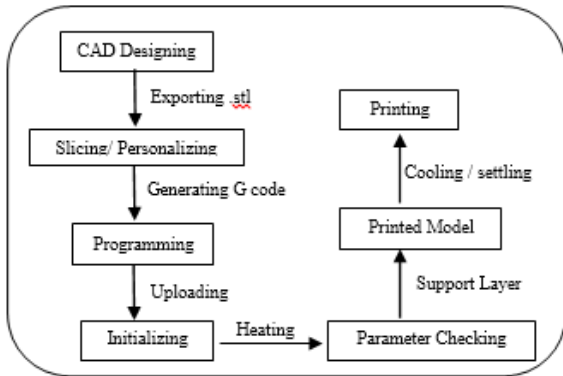 CAD Designing
Exporting .stl
Slicing/ Personalizing
Generating G code
Programming
Uploading
Initializing
Heating
Parameter Checking
Support Layer
Printed Model
Cooling / settling
Printing